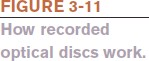 FIGURE 3-11
How recorded
optical discs work.